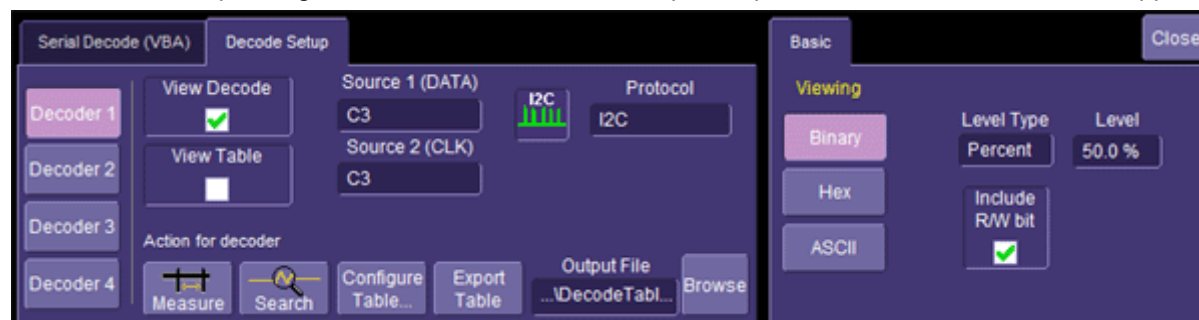 Serial Decode (VBA)
Decode Setup
Decoder 1
Decoder 2
Decoder 3
Decoder 4
View Decode
View Table
Source 1 (DATA)
C3
Source 2 (CLK)
C3
I2C
Protocol
I2C
Action for decoder
Measure
Search
Configure
Table...
Export
Table
Output File
...\DecodeTabl...
Browse
Basic
Close
Viewing
Binary
Hex
ASCII
Level Type
Percent
Level
50.0 %
Include
R/W bit